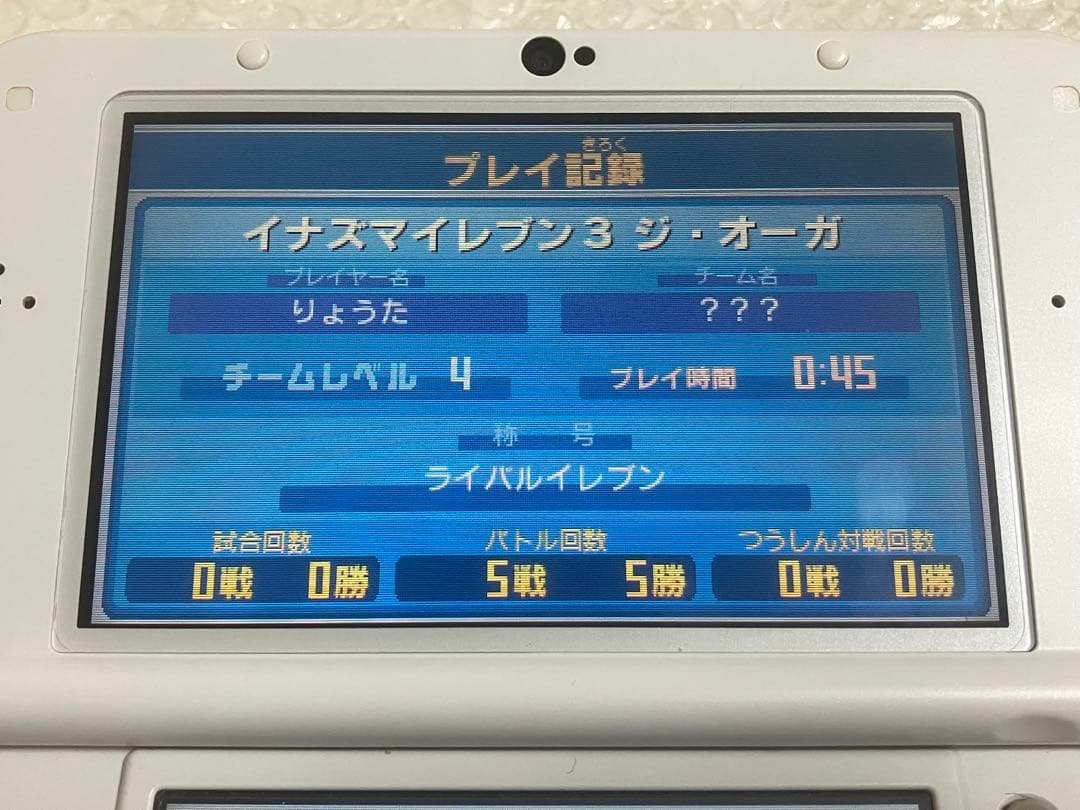 きろく
プレイ記録
イナズマイレブン3 ジ・オーガ
プレイヤー名 チーム名
りょうた ???
チームレベル 4 プレイ時間 0:45
称 号
ライバルイレブン
試合回数 バトル回数 つうしん対戦回数
0戦 0勝 5戦 5勝 0戦 0勝